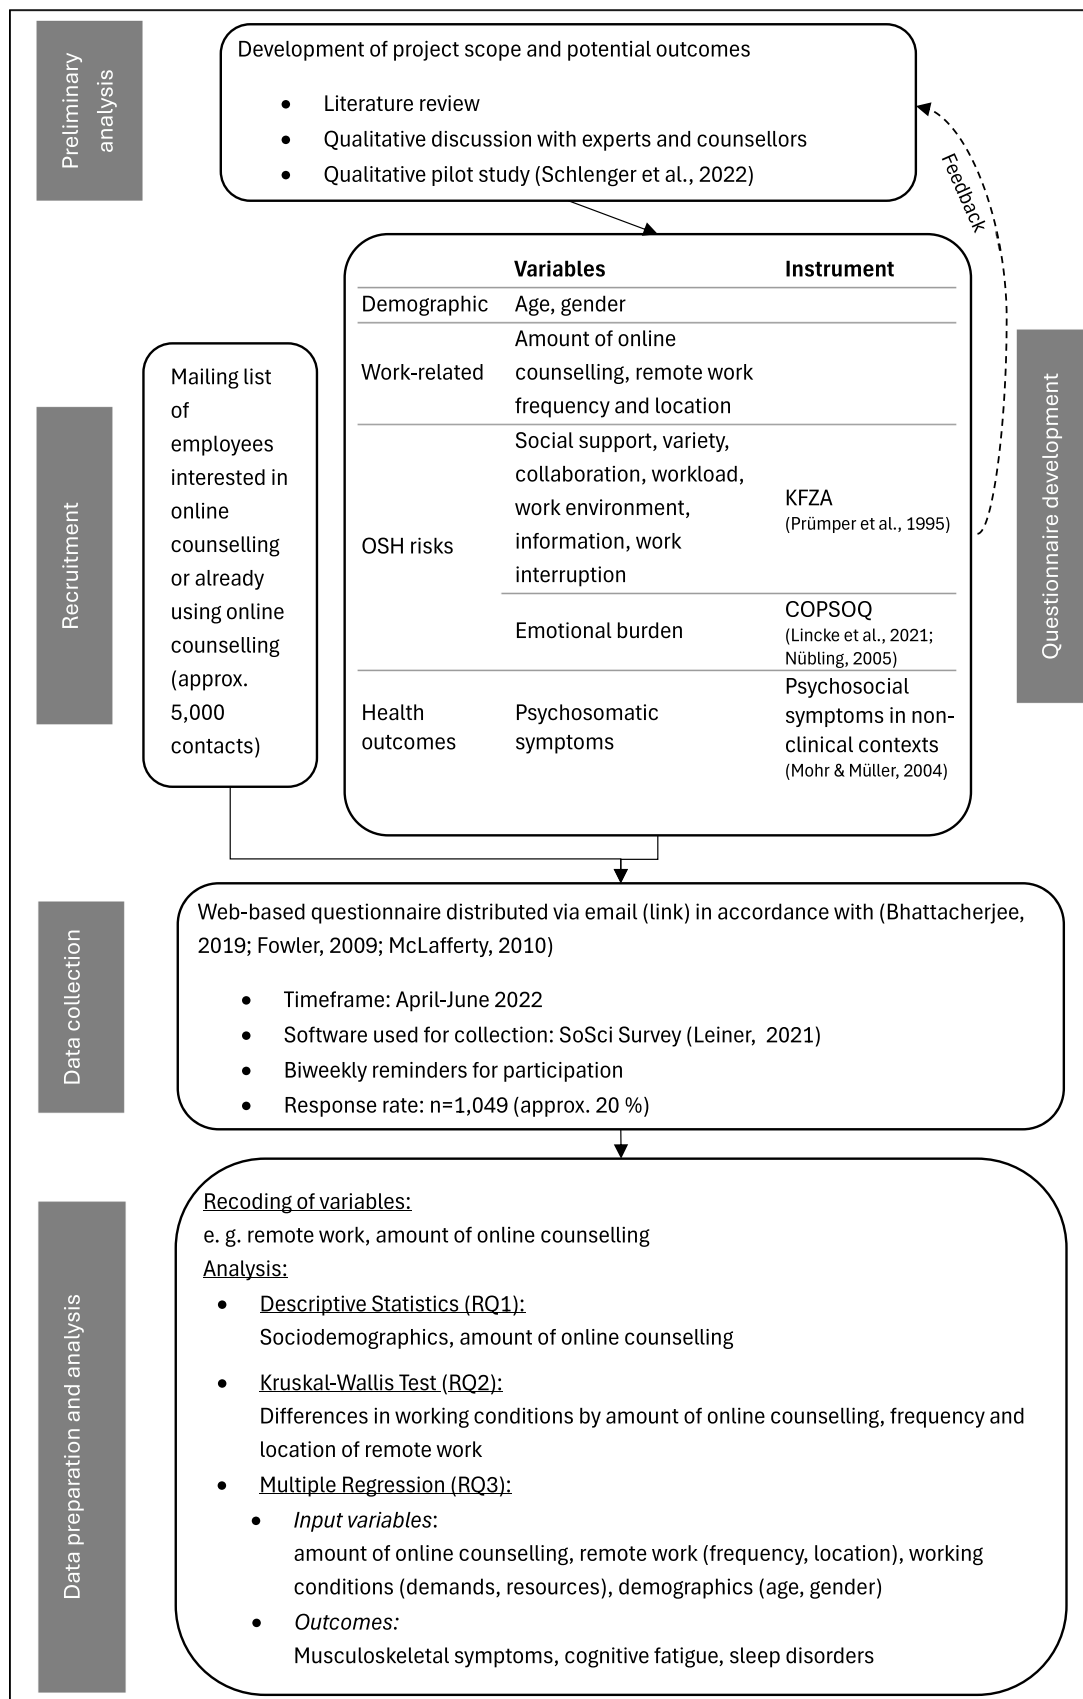 Preliminary
analysis
Development of project scope and potential outcomes
• Literature review
• Qualitative discussion with experts and counsellors
• Qualitative pilot study (Schlenger et al., 2022)
Feedback
Questionnaire development
Variables Instrument
Demographic Age, gender
Work-related
Amount of online
counselling, remote work
frequency and location
OSH risks
Social support, variety,
collaboration, workload,
work environment,
information, work
interruption
KFZA
(Prümper et al., 1995)
Emotional burden
COPSOQ
(Lincke et al., 2021;
Nübling, 2005)
Health
outcomes
Psychosomatic
symptoms
Psychosocial
symptoms in non-
clinical contexts
(Mohr & Müller, 2004)
Recruitment
Mailing list
of
employees
interested in
online
counselling
or already
using online
counselling
(approx.
5,000
contacts)
Data collection
Web-based questionnaire distributed via email (link) in accordance with (Bhattacherjee,
2019; Fowler, 2009; McLafferty, 2010)
• Timeframe: April-June 2022
• Software used for collection: SoSci Survey (Leiner, 2021)
• Biweekly reminders for participation
• Response rate: n=1,049 (approx. 20 %)
Data preparation and analysis
Recoding of variables:
e. g. remote work, amount of online counselling
Analysis:
• Descriptive Statistics (RQ1):
Sociodemographics, amount of online counselling
• Kruskal-Wallis Test (RQ2):
Differences in working conditions by amount of online counselling, frequency and
location of remote work
• Multiple Regression (RQ3):
• Input variables:
amount of online counselling, remote work (frequency, location), working
conditions (demands, resources), demographics (age, gender)
• Outcomes:
Musculoskeletal symptoms, cognitive fatigue, sleep disorders